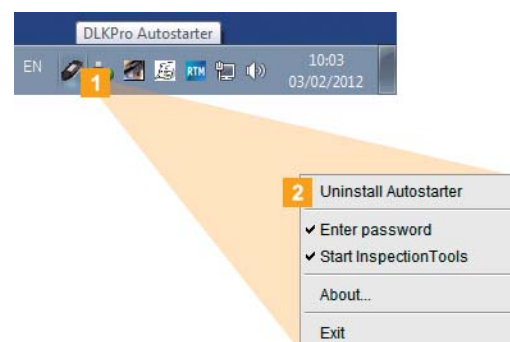 DLKPro Autostarter
EN RTM 10:03
03/02/2012
1
2 Uninstall Autostarter
Enter password
Start InspectionTools
About...
Exit